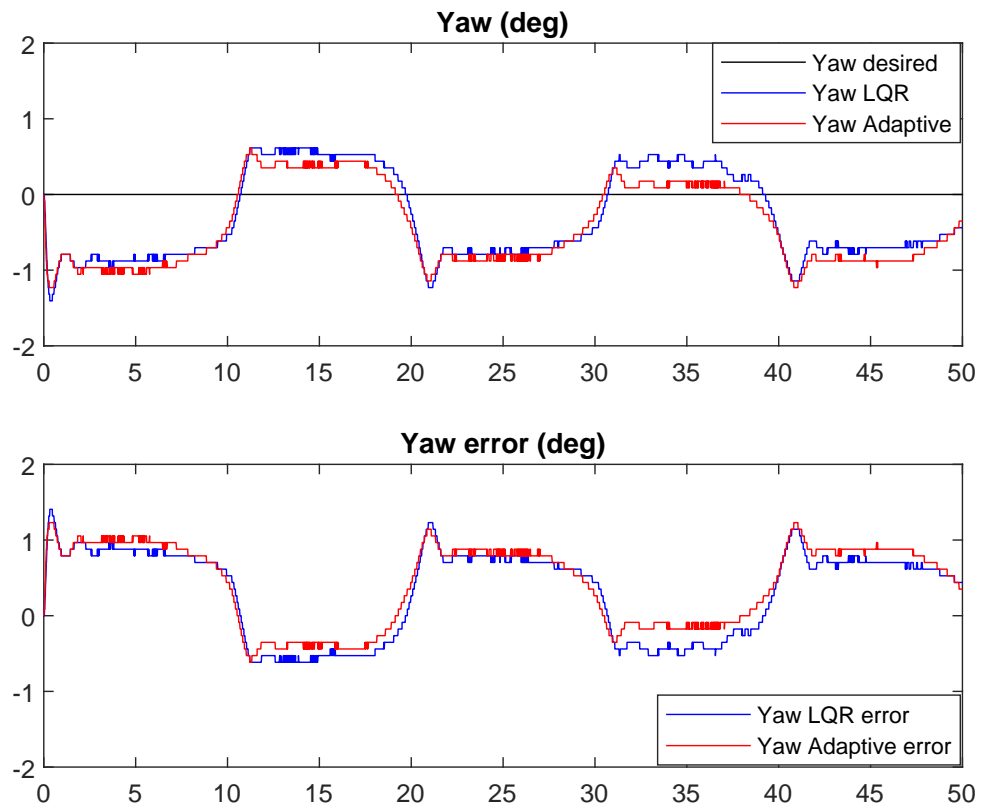 Yaw (deg)
2
1
0
-1
-2
Yaw desired
Yaw LQR
Yaw Adaptive
0 5 10 15 20 25 30 35 40 45 50
Yaw error (deg)
2
1
0
-1
-2
Yaw LQR error
Yaw Adaptive error
0 5 10 15 20 25 30 35 40 45 50